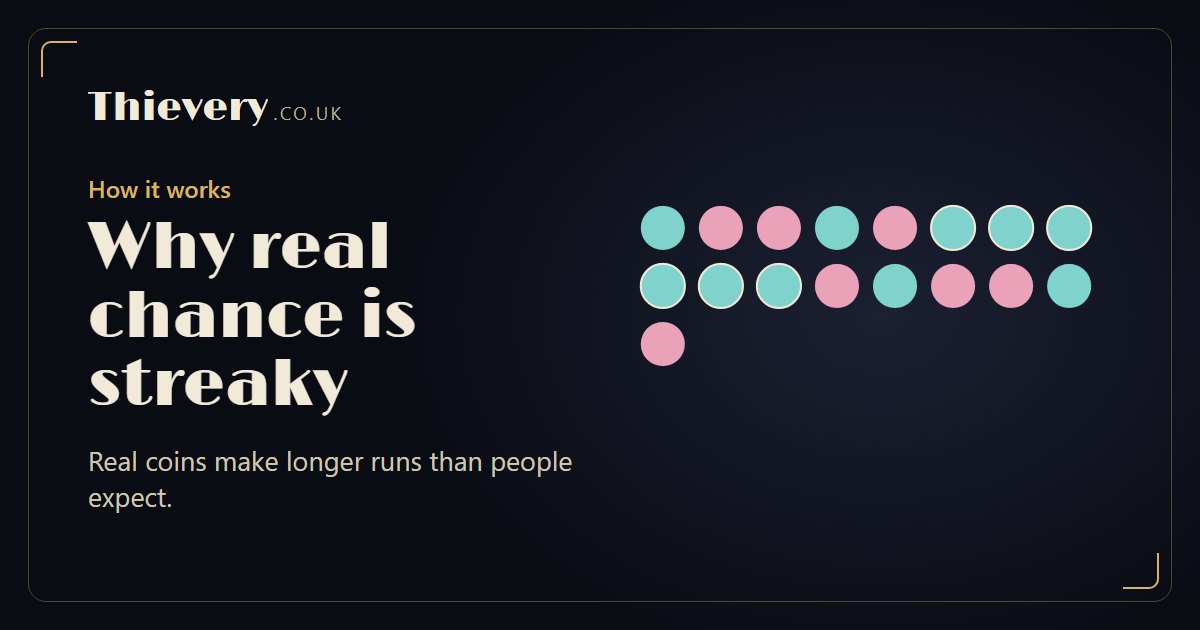 Thievery.CO.UK
How it works
Why real
chance is
streaky
Real coins make longer runs than people
expect.